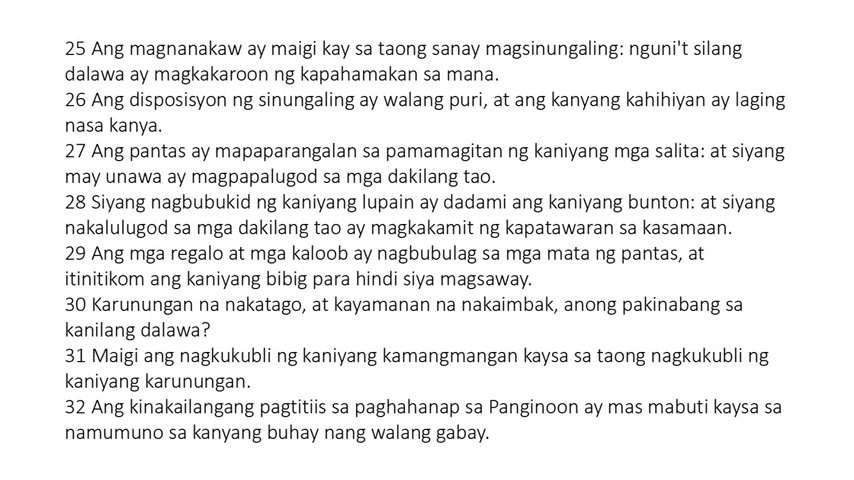 25 Ang magnanakaw ay maigi kay sa taong sanay magsinungaling: nguni't silang
dalawa ay magkakaroon ng kapahamakan sa mana.
26 Ang disposisyon ng sinungaling ay walang puri, at ang kanyang kahihiyan ay laging
nasa kanya.
27 Ang pantas ay mapaparangalan sa pamamagitan ng kaniyang mga salita: at siyang
may unawa ay magpapalugod sa mga dakilang tao.
28 Siyang nagbubukid ng kaniyang lupain ay dadami ang kaniyang bunton: at siyang
nakalulugod sa mga dakilang tao ay magkakamit ng kapatawaran sa kasamaan.
29 Ang mga regalo at mga kaloob ay nagbubulag sa mga mata ng pantas, at
itinitikom ang kaniyang bibig para hindi siya magsaway.
30 Karunungan na nakatago, at kayamanan na nakaimbak, anong pakinabang sa
kanilang dalawa?
31 Maigi ang nagkukubli ng kaniyang kamangmangan kaysa sa taong nagkukubli ng
kaniyang karunungan.
32 Ang kinakailangang pagtitiis sa paghahanap sa Panginoon ay mas mabuti kaysa sa
namumuno sa kanyang buhay nang walang gabay.